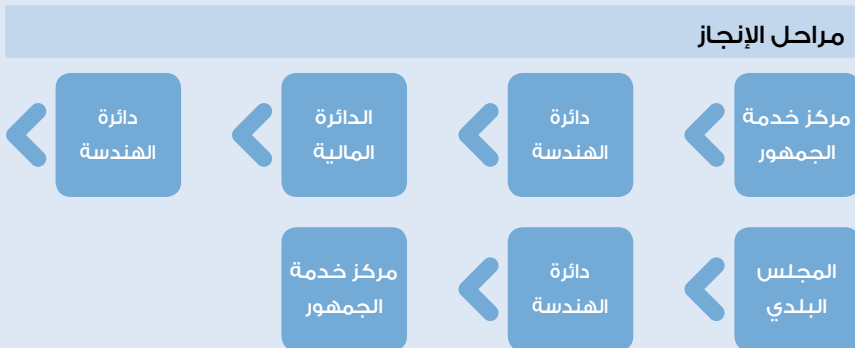 مراحل الإنجاز
مركز خدمة
الجمهور
دائرة
الهندسة
الدائرة
المالية
دائرة
الهندسة
المجلس
البلدي
دائرة
الهندسة
مركز خدمة
الجمهور